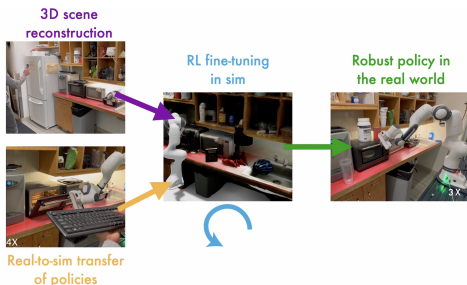 3D scene
reconstruction
RL fine-tuning
in sim
Robust policy in
the real world
4X
3X
Real-to-sim transfer
of policies